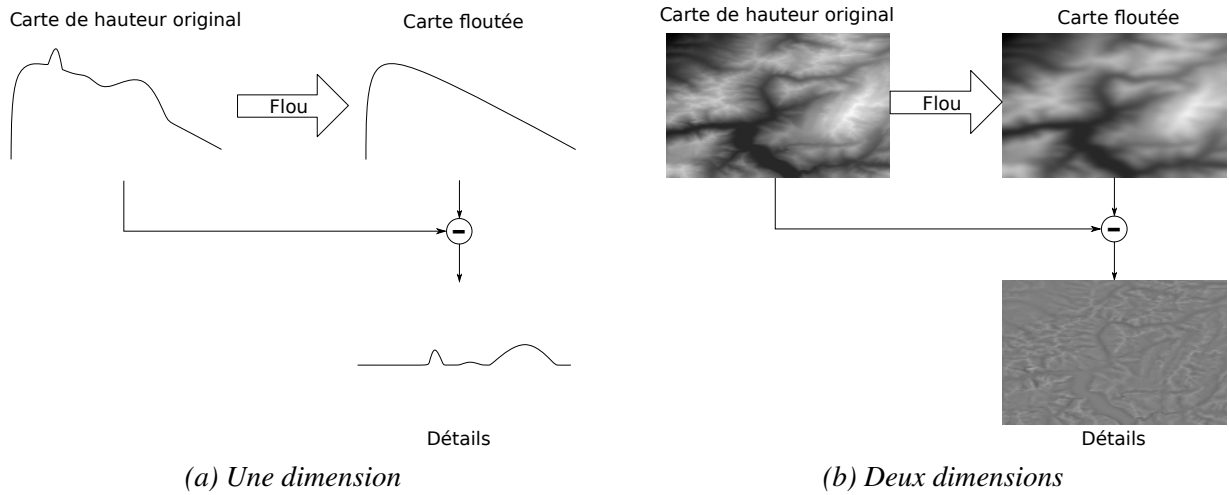 Carte de hauteur original
Carte floutée
Flou
Détails
(a) Une dimension
Carte de hauteur original
Carte floutée
Flou
Détails
(b) Deux dimensions